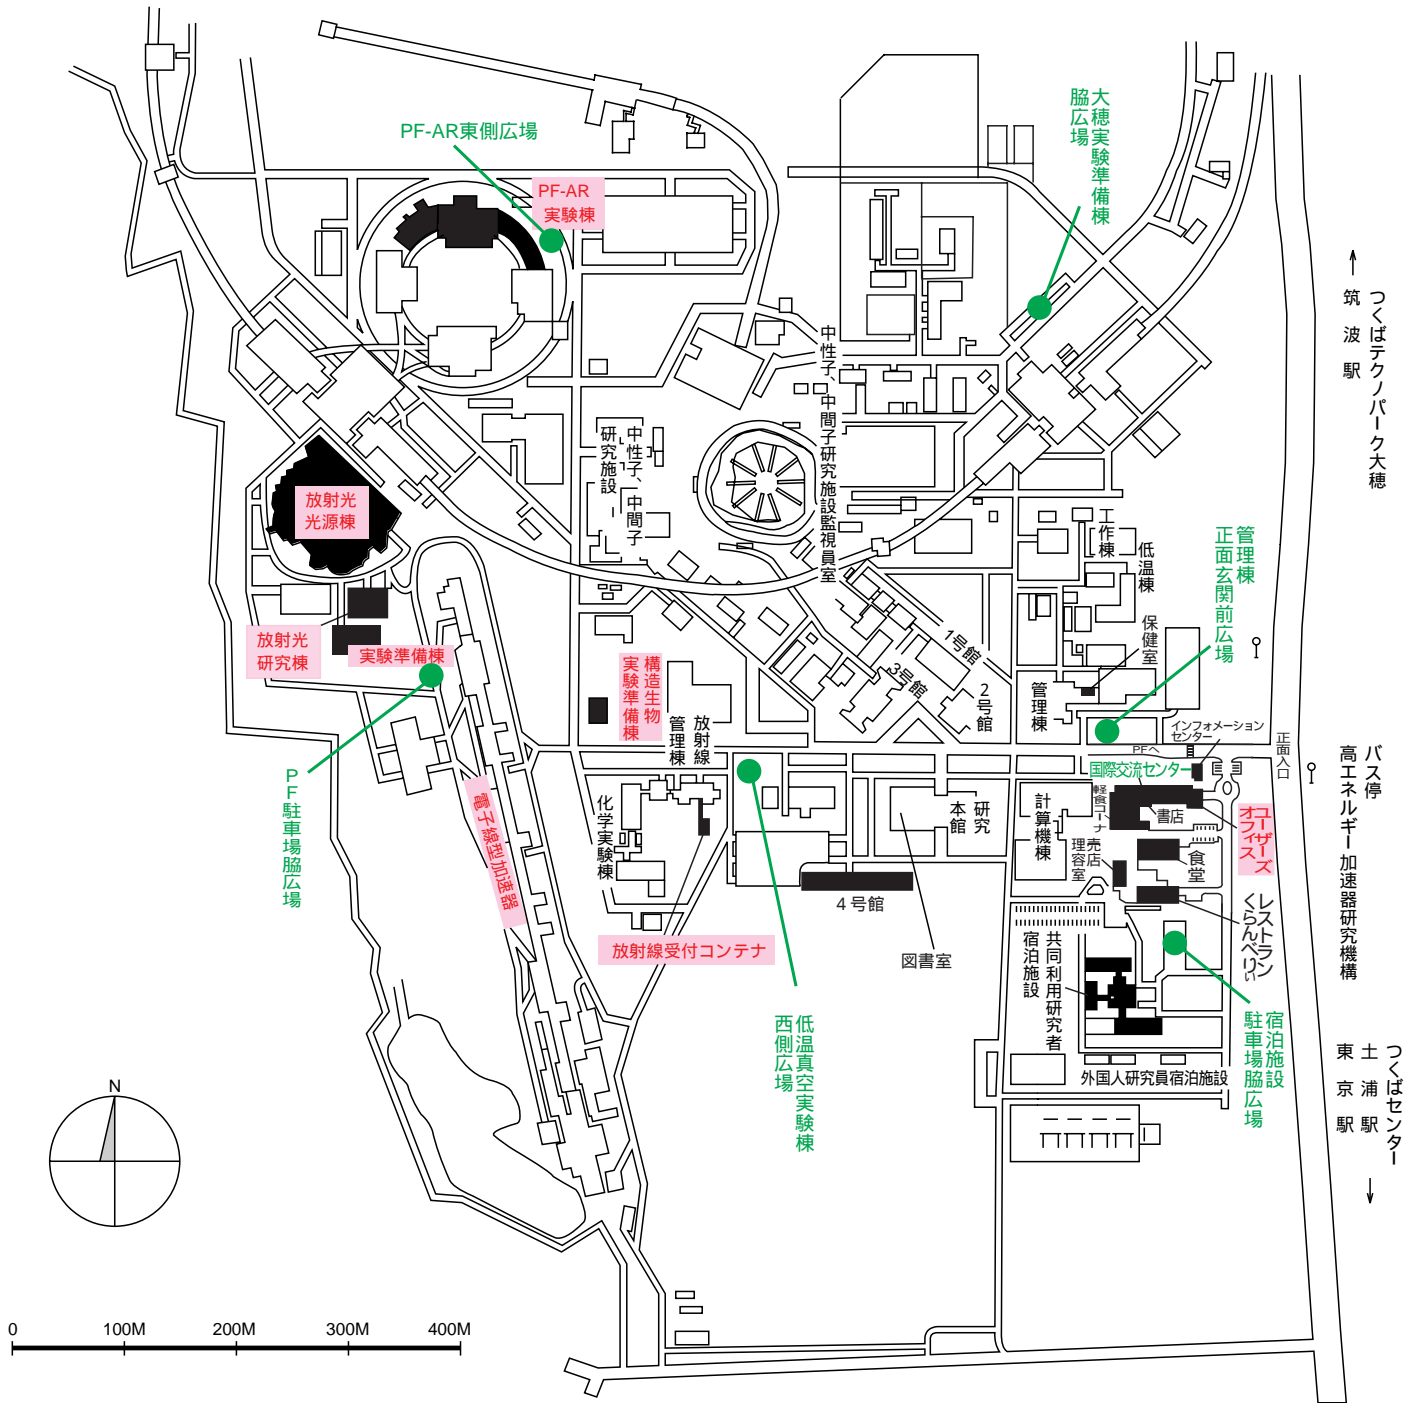 PF-AR東側広場
PF-AR
実験棟
大穂実験準備棟
脇広場
つくばテクノパーク大穂
筑波駅
中性子、中間子研究施設監視員室
中性子、中間子
研究施設
放射光
光源棟
工作棟
低温棟
保健室
管理棟
正面玄関前広場
放射光
研究棟
実験準備棟
構造生物
実験準備棟
放射線
管理棟
1号館
3号館
2号館
管理棟
インフォメーション
センター
正面入口
PFへ
国際交流センター
軽食コーナ
書店
ユーザーズ
オフィス
バス停
高エネルギー加速器研究機構
PF駐車場脇広場
電子線型加速器
化学実験棟
研究
本館
計算機棟
売店
理容室
食堂
4号館
レストラン
くらんべりぃ
放射線受付コンテナ
図書室
共同利用研究者
宿泊施設
低温真空実験棟
西側広場
宿泊施設
駐車場脇広場
外国人研究員宿泊施設
つくばセンター
土浦駅
東京駅
N
0 100M 200M 300M 400M